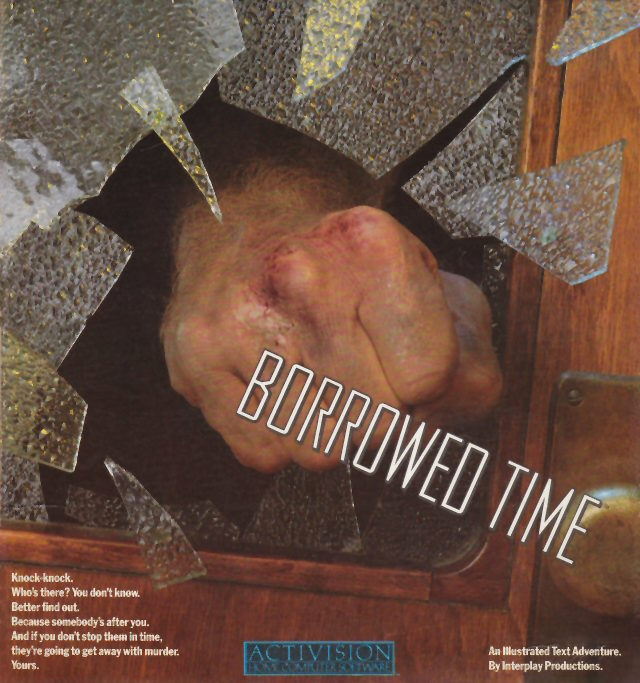 BORROWED TIME
Knock-knock.
Who's there? You don't know.
Better find out.
Because somebody's after you.
And if you don't stop them in time,
they're going to get away with murder.
Yours.
ACTIVISION
HOME COMPUTER SOFTWARE
An Illustrated Text Adventure.
By Interplay Productions.